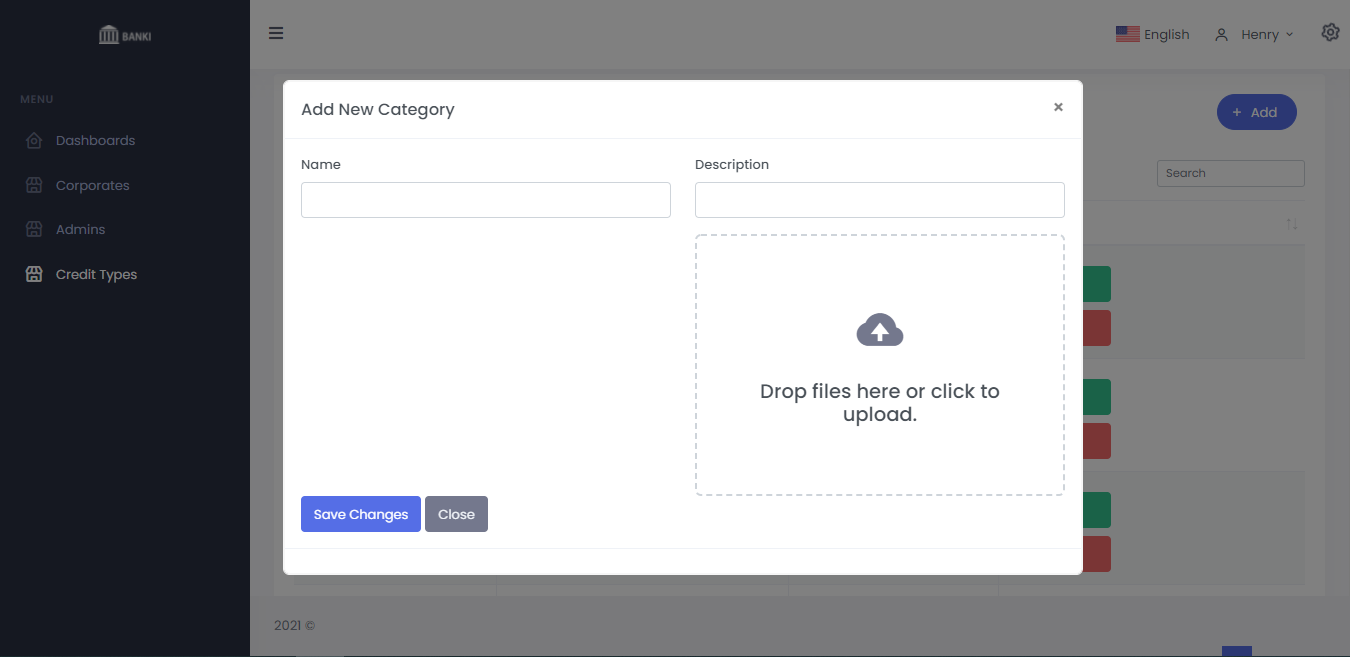 BANKI
English
Henry
MENU
Dashboards
Corporates
Admins
Credit Types
Add New Category
×
+ Add
Name
Description
Search
Drop files here or click to
upload.
Save Changes
Close
2021 ©